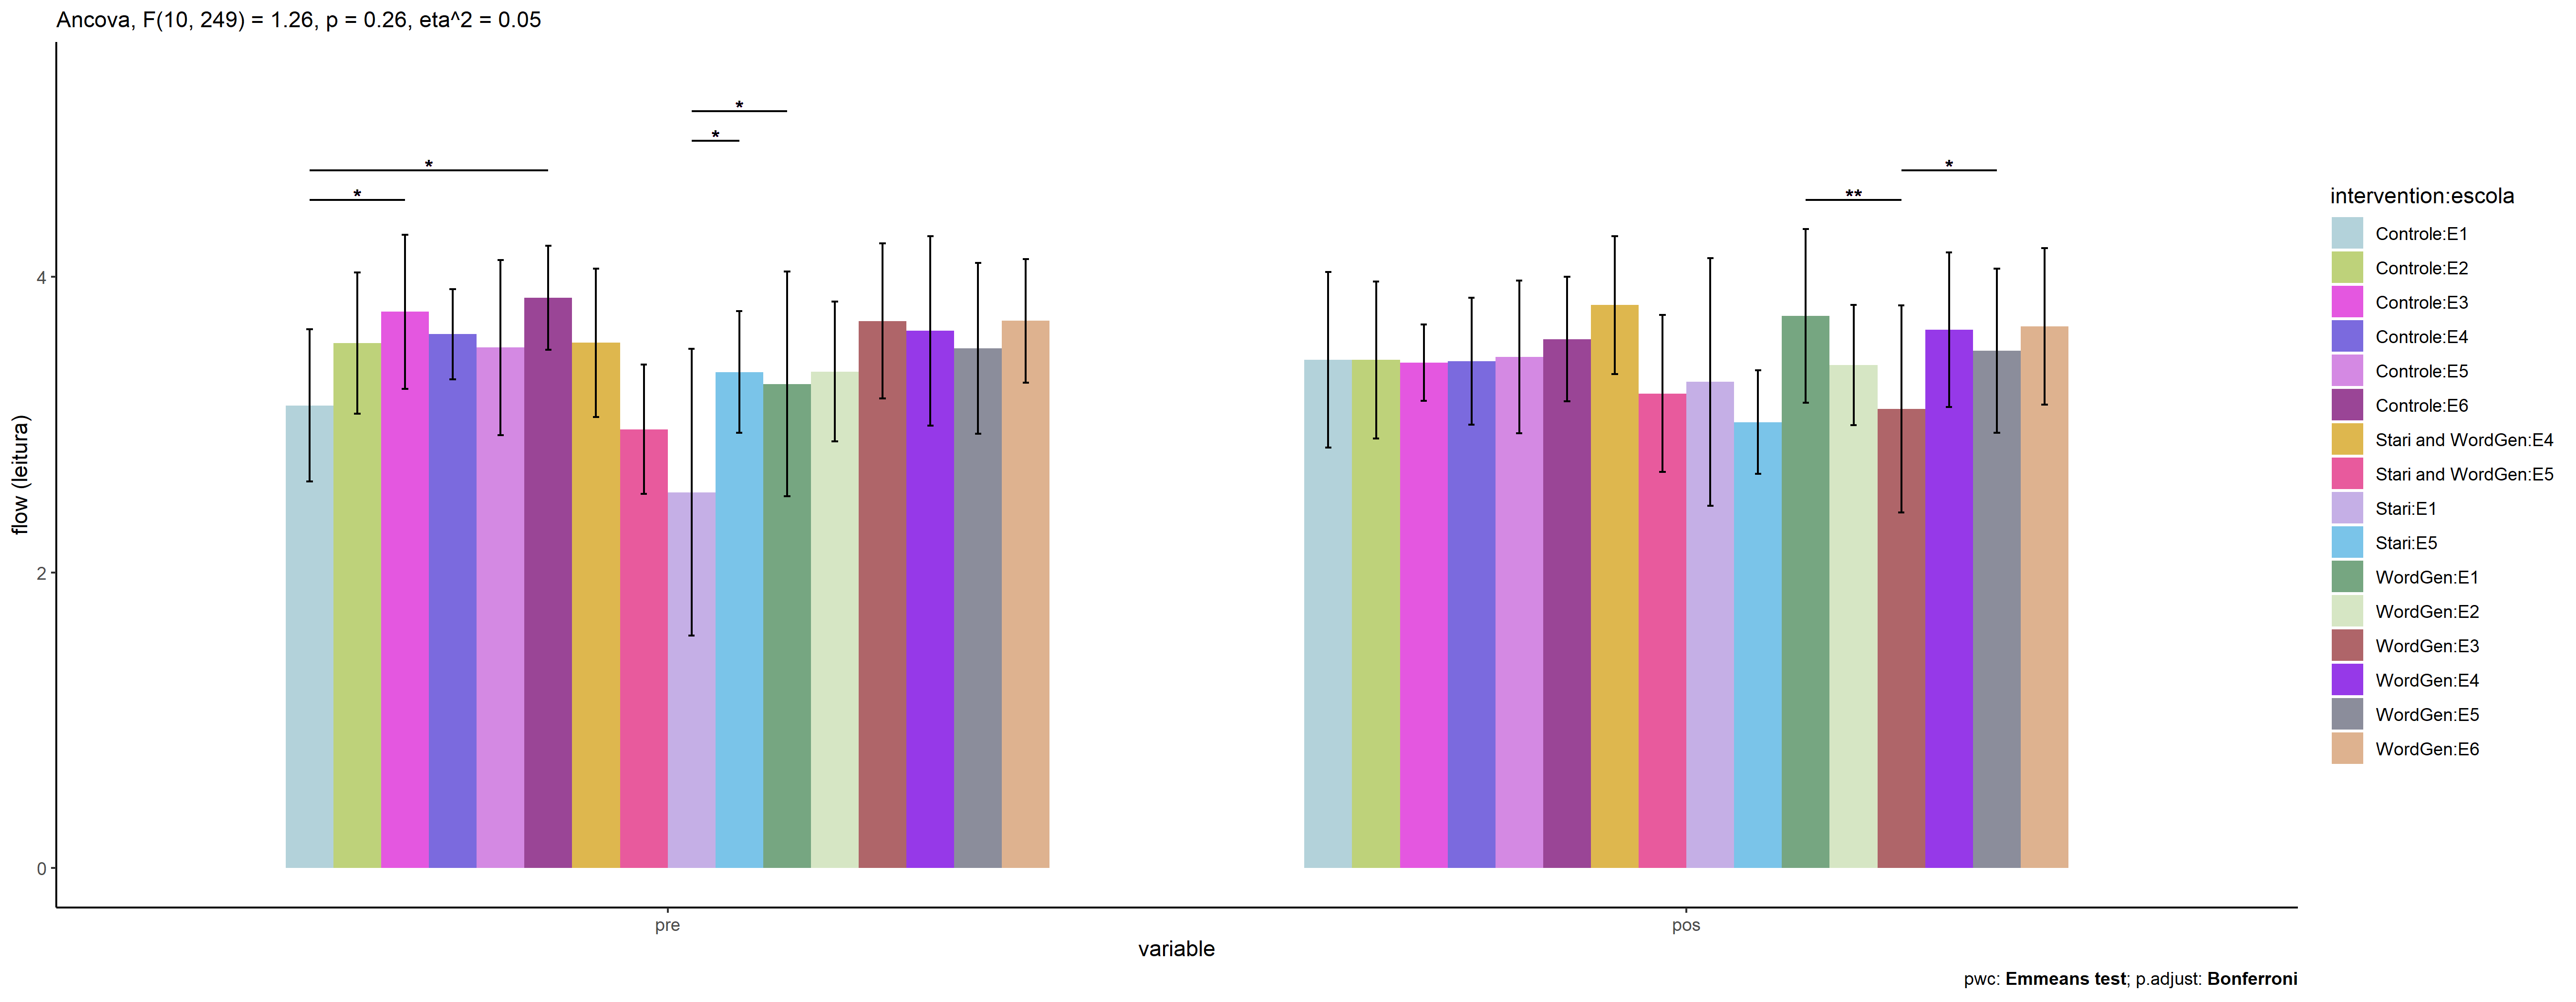 Ancova, F(10, 249) = 1.26, p = 0.26, eta^2 = 0.05
*
*
*
*
*
**
4
2
0
flow (leitura)
pre
pos
variable
intervention:escola
Controle:E1
Controle:E2
Controle:E3
Controle:E4
Controle:E5
Controle:E6
Stari and WordGen:E4
Stari and WordGen:E5
Stari:E1
Stari:E5
WordGen:E1
WordGen:E2
WordGen:E3
WordGen:E4
WordGen:E5
WordGen:E6
pwc: Emmeans test; p.adjust: Bonferroni